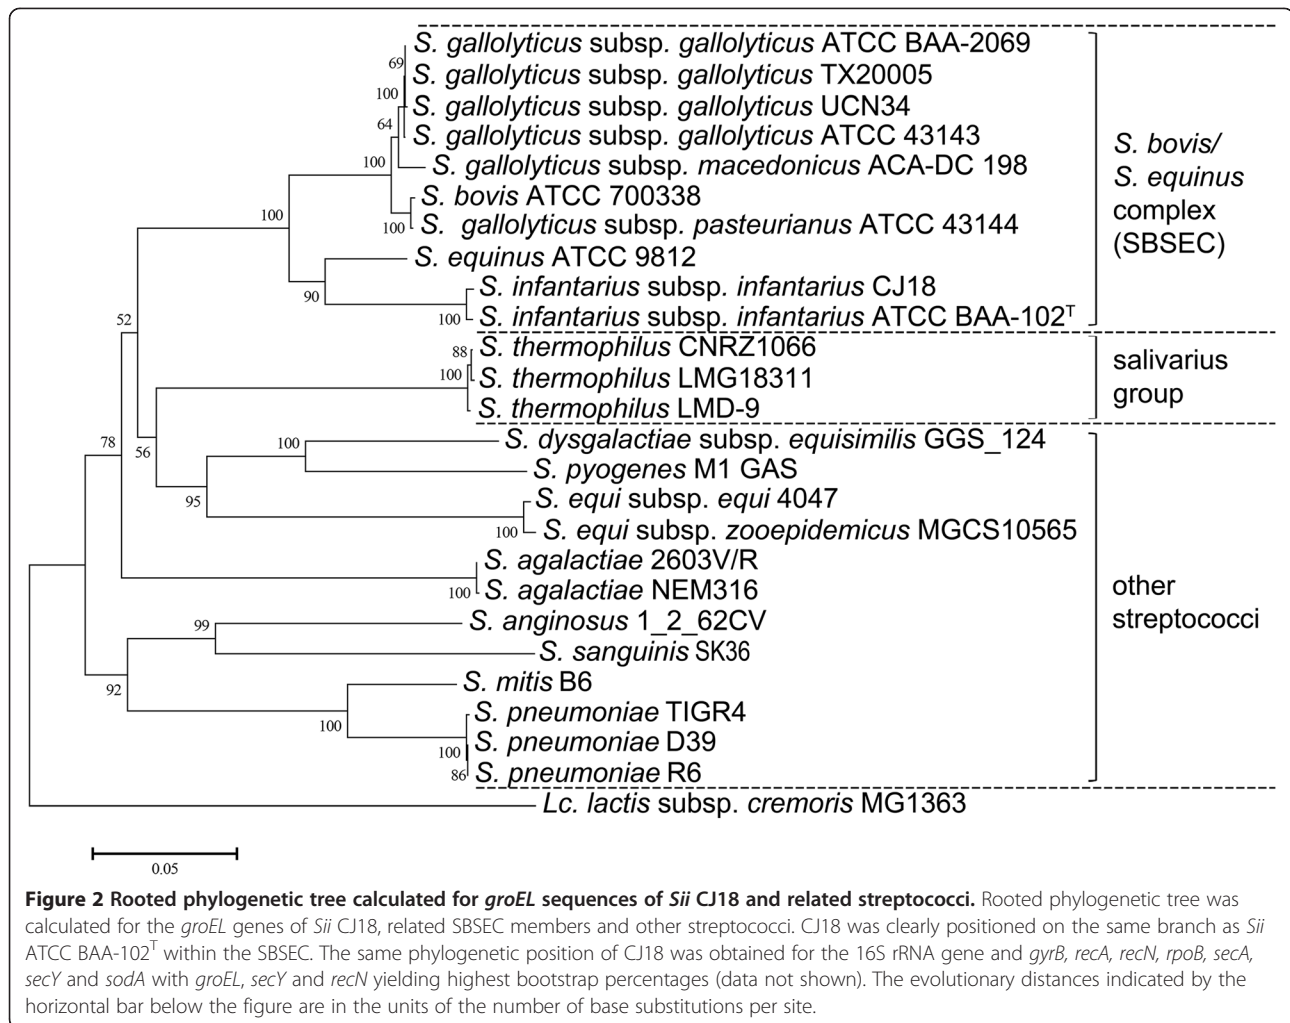 S. gallolyticus subsp. gallolyticus ATCC BAA-2069
69
S. gallolyticus subsp. gallolyticus TX20005
100
S. gallolyticus subsp. gallolyticus UCN34
64
S. gallolyticus subsp. gallolyticus ATCC 43143
100
S. gallolyticus subsp. macedonicus ACA-DC 198
S. bovis ATCC 700338
100
S. gallolyticus subsp. pasteurianus ATCC 43144
100
S. equinus ATCC 9812
90
S. infantarius subsp. infantarius CJ18
100
S. infantarius subsp. infantarius ATCC BAA-102ᵀ
S. bovis/
S. equinus
complex
(SBSEC)
52
88
S. thermophilus CNRZ1066
100
S. thermophilus LMG18311
S. thermophilus LMD-9
salivarius
group
78
56
100
S. dysgalactiae subsp. equisimilis GGS_124
S. pyogenes M1 GAS
95
S. equi subsp. equi 4047
100
S. equi subsp. zooepidemicus MGCS10565
S. agalactiae 2603V/R
100
S. agalactiae NEM316
99
S. anginosus 1_2_62CV
S. sanguinis SK36
92
S. mitis B6
100
S. pneumoniae TIGR4
100
S. pneumoniae D39
86
S. pneumoniae R6
other
streptococci
Lc. lactis subsp. cremoris MG1363
0.05
Figure 2 Rooted phylogenetic tree calculated for groEL sequences of Sii CJ18 and related streptococci. Rooted phylogenetic tree was
calculated for the groEL genes of Sii CJ18, related SBSEC members and other streptococci. CJ18 was clearly positioned on the same branch as Sii
ATCC BAA-102ᵀ within the SBSEC. The same phylogenetic position of CJ18 was obtained for the 16S rRNA gene and gyrB, recA, recN, rpoB, secA,
secY and sodA with groEL, secY and recN yielding highest bootstrap percentages (data not shown). The evolutionary distances indicated by the
horizontal bar below the figure are in the units of the number of base substitutions per site.